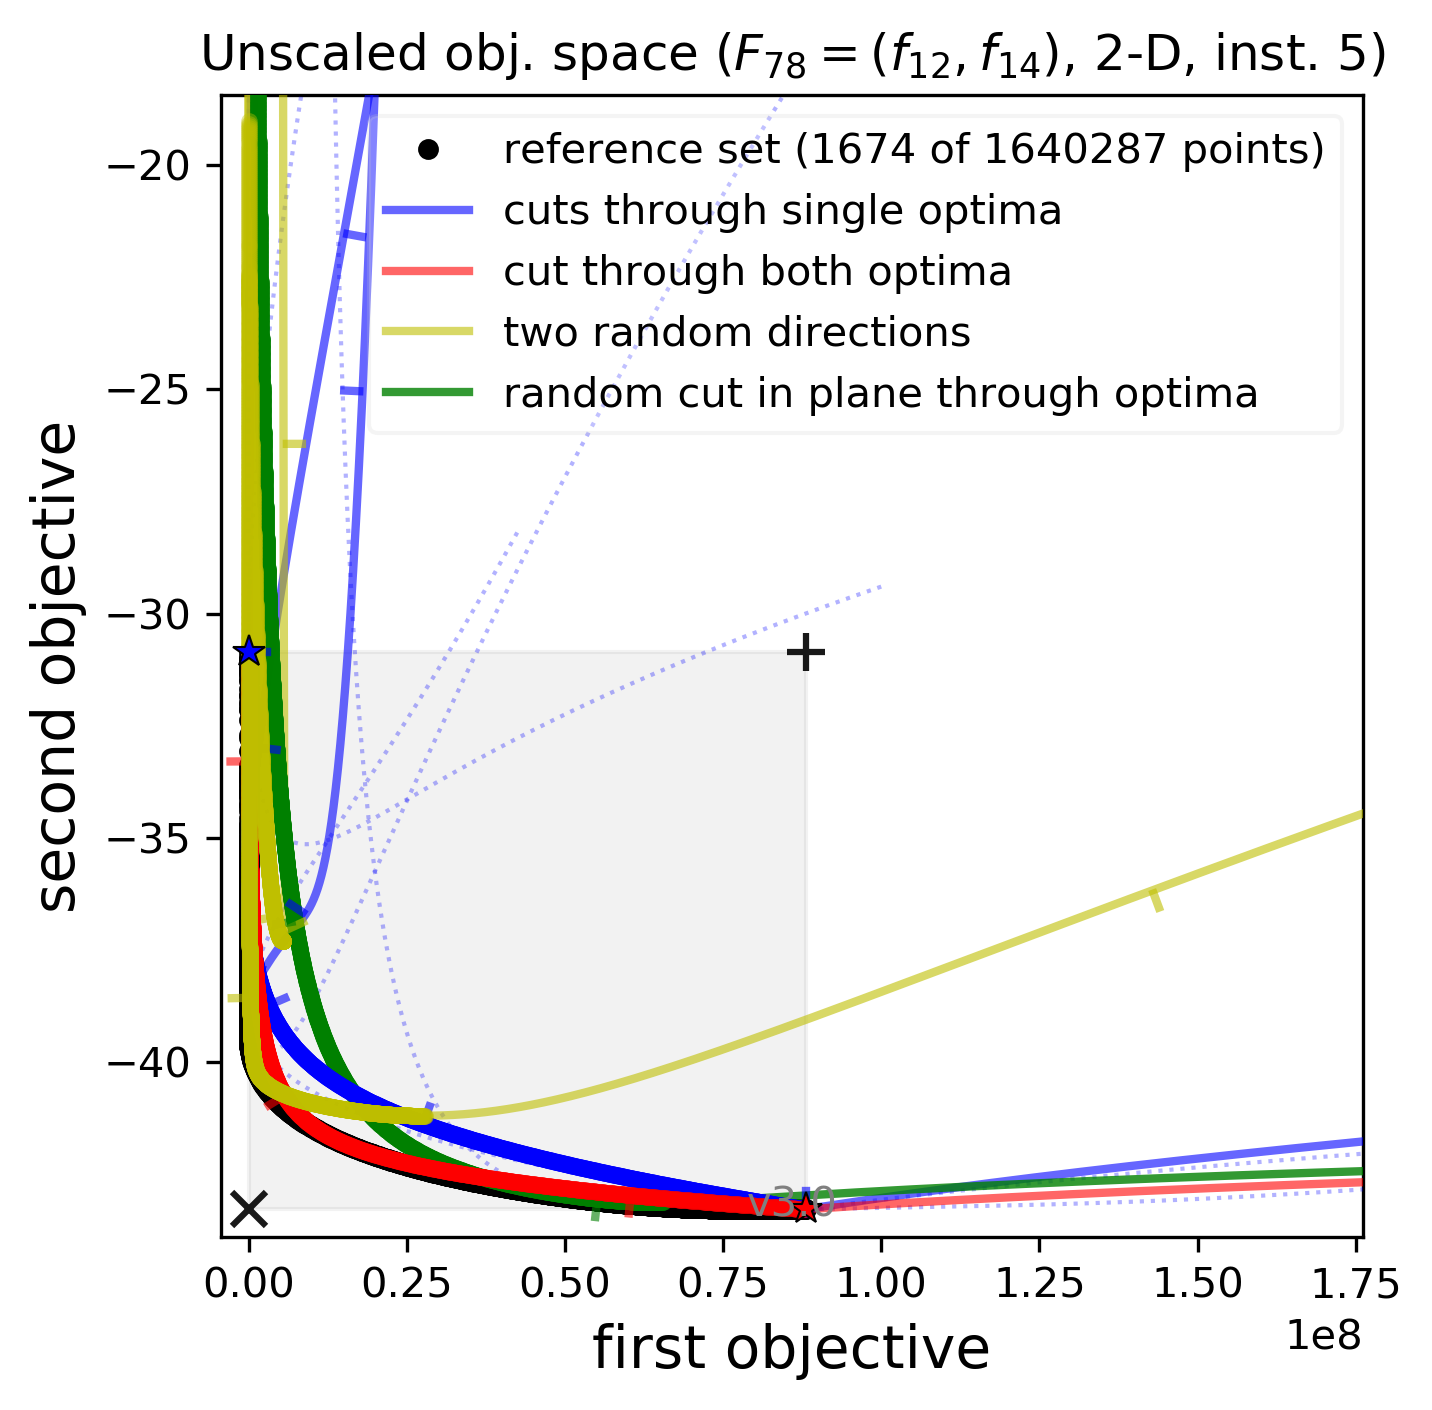 Unscaled obj. space (F₇₈ = (f₁₂, f₁₄), 2-D, inst. 5)
reference set (1674 of 1640287 points)
cuts through single optima
cut through both optima
two random directions
random cut in plane through optima
second objective
−20
−25
−30
−35
−40
v3.0
0.00 0.25 0.50 0.75 1.00 1.25 1.50 1.75
1e8
first objective